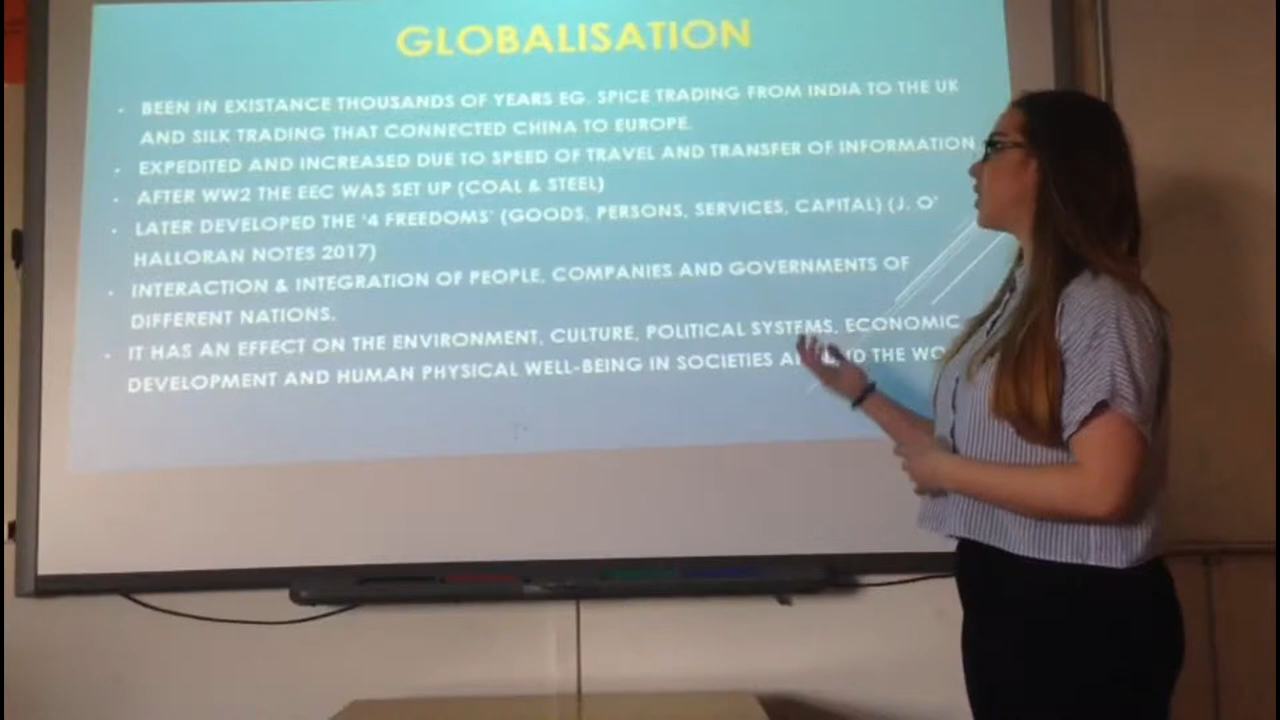 GLOBALISATION
• BEEN IN EXISTANCE THOUSANDS OF YEARS EG. SPICE TRADING FROM INDIA TO THE UK
AND SILK TRADING THAT CONNECTED CHINA TO EUROPE.
• EXPEDITED AND INCREASED DUE TO SPEED OF TRAVEL AND TRANSFER OF INFORMATION
• AFTER WW2 THE EEC WAS SET UP (COAL & STEEL)
• LATER DEVELOPED THE '4 FREEDOMS' (GOODS, PERSONS, SERVICES, CAPITAL) (J. O'
HALLORAN NOTES 2017)
• INTERACTION & INTEGRATION OF PEOPLE, COMPANIES AND GOVERNMENTS OF
DIFFERENT NATIONS.
• IT HAS AN EFFECT ON THE ENVIRONMENT, CULTURE, POLITICAL SYSTEMS, ECONOMIC
DEVELOPMENT AND HUMAN PHYSICAL WELL-BEING IN SOCIETIES THE